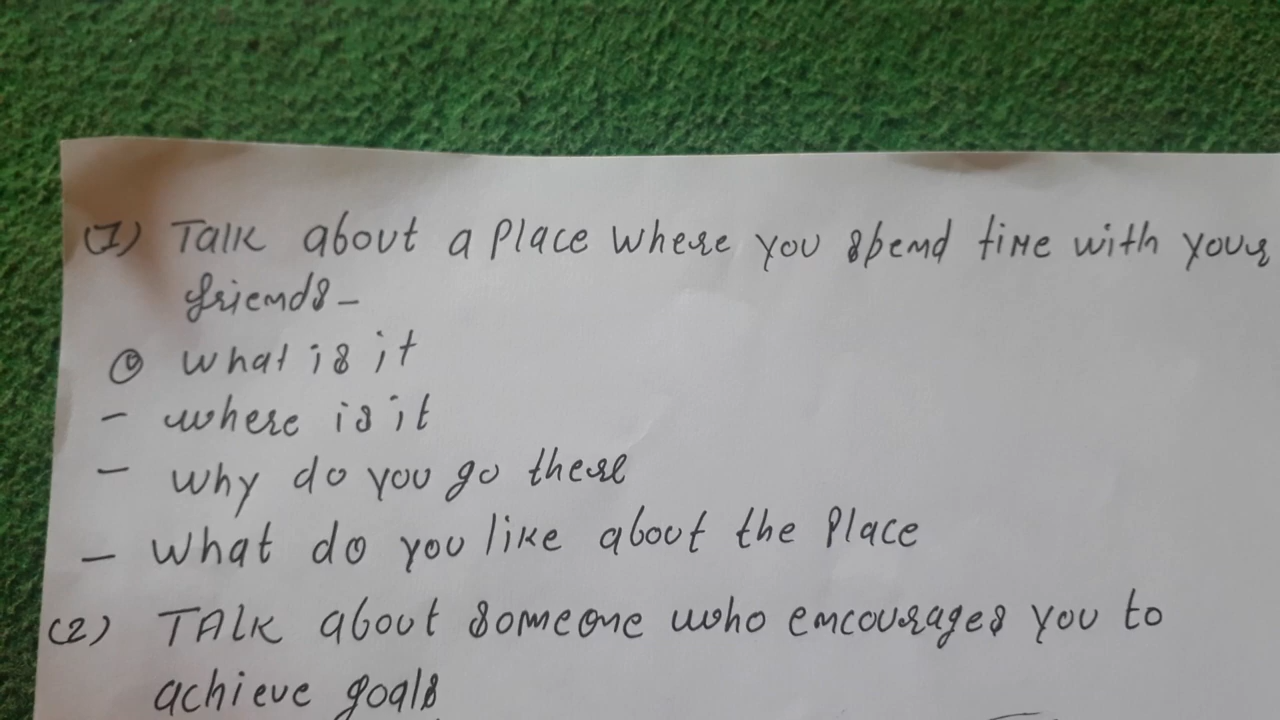 (1) Talk about a Place where you spend time with your
friends-
what is it
- where is it
- why do you go there
- What do you like about the Place
(2) TAlk about someone who encourages you to
achieve goals